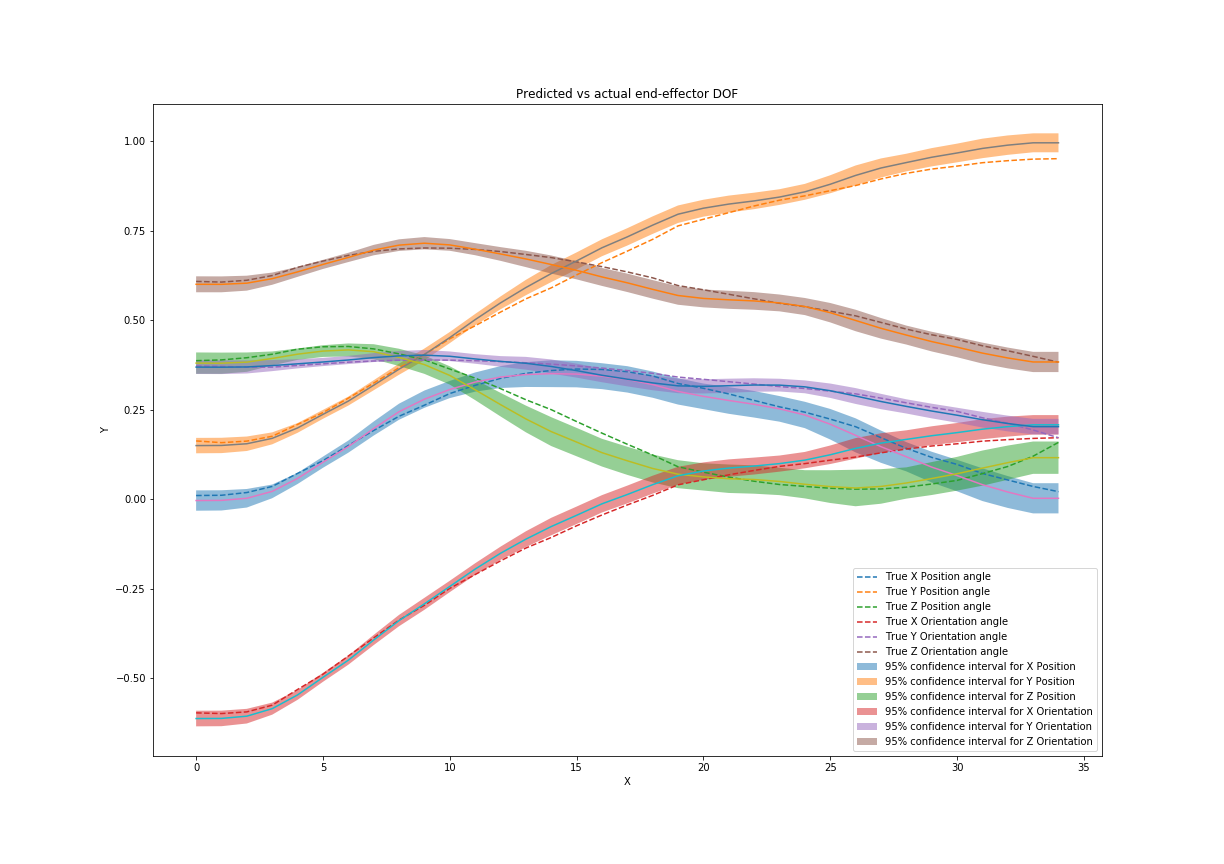 Predicted vs actual end-effector DOF
1.00
0.75
0.50
0.25
0.00
−0.25
−0.50
Y
0 5 10 15 20 25 30 35
X
True X Position angle
True Y Position angle
True Z Position angle
True X Orientation angle
True Y Orientation angle
True Z Orientation angle
95% confidence interval for X Position
95% confidence interval for Y Position
95% confidence interval for Z Position
95% confidence interval for X Orientation
95% confidence interval for Y Orientation
95% confidence interval for Z Orientation